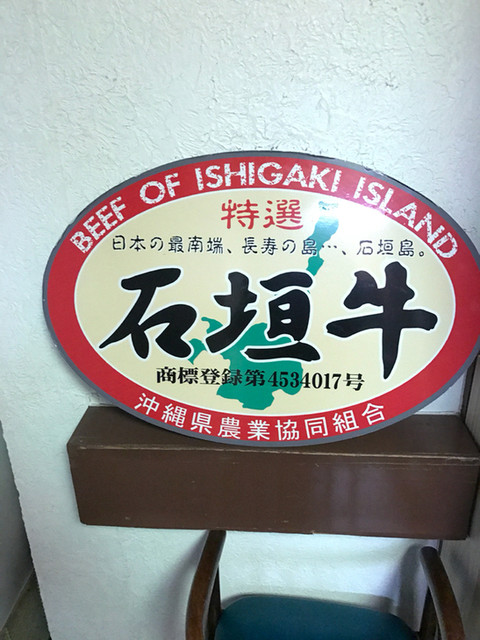 BEEF OF ISHIGAKI ISLAND
特選
日本の最南端、長寿の島…、石垣島。
石垣牛
商標登録第4534017号
沖縄県農業協同組合